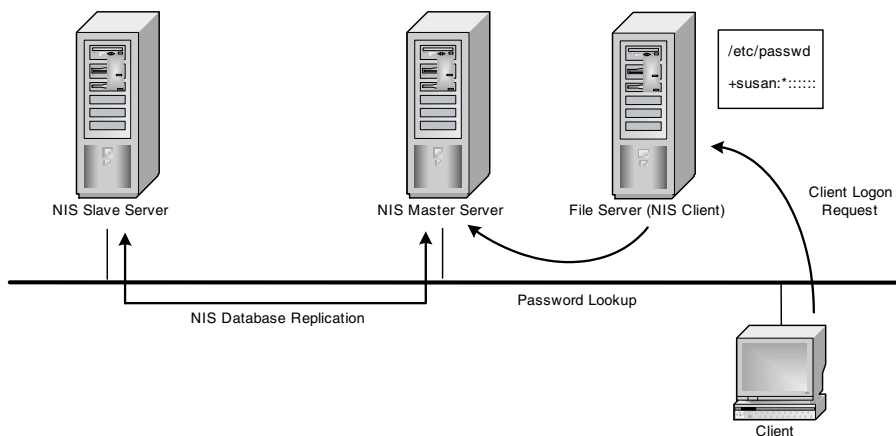 /etc/passwd
+susan:*::::::
NIS Slave Server
NIS Master Server
File Server (NIS Client)
Client Logon
Request
Password Lookup
NIS Database Replication
Client